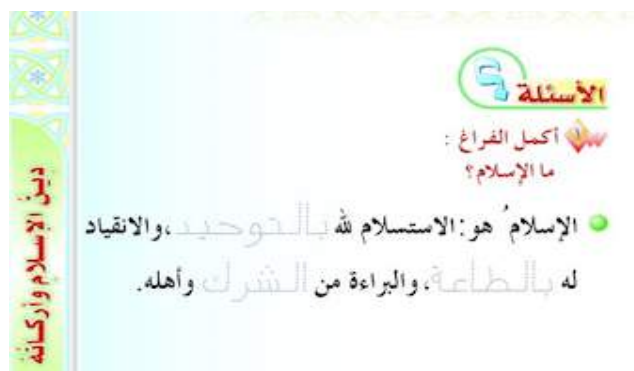 الأسئلة
س١ أكمل الفراغ :
ما الإسلام؟
الإسلامُ هو: الاستسلام لله بالتوحيد، والانقياد
له بالطاعة، والبراءة من الشرك وأهله.
دينُ الإسلام وأركانُهُ